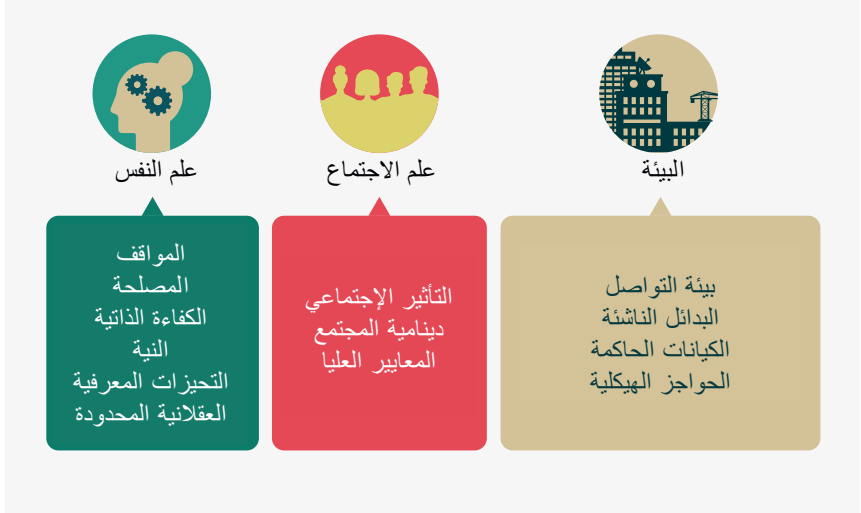 البيئة
بيئة التواصل
البدائل الناشئة
الكيانات الحاكمة
الحواجز الهيكلية
علم الاجتماع
التأثير الإجتماعي
دينامية المجتمع
المعايير العليا
علم النفس
المواقف
المصلحة
الكفاءة الذاتية
النية
التحيزات المعرفية
العقلانية المحدودة